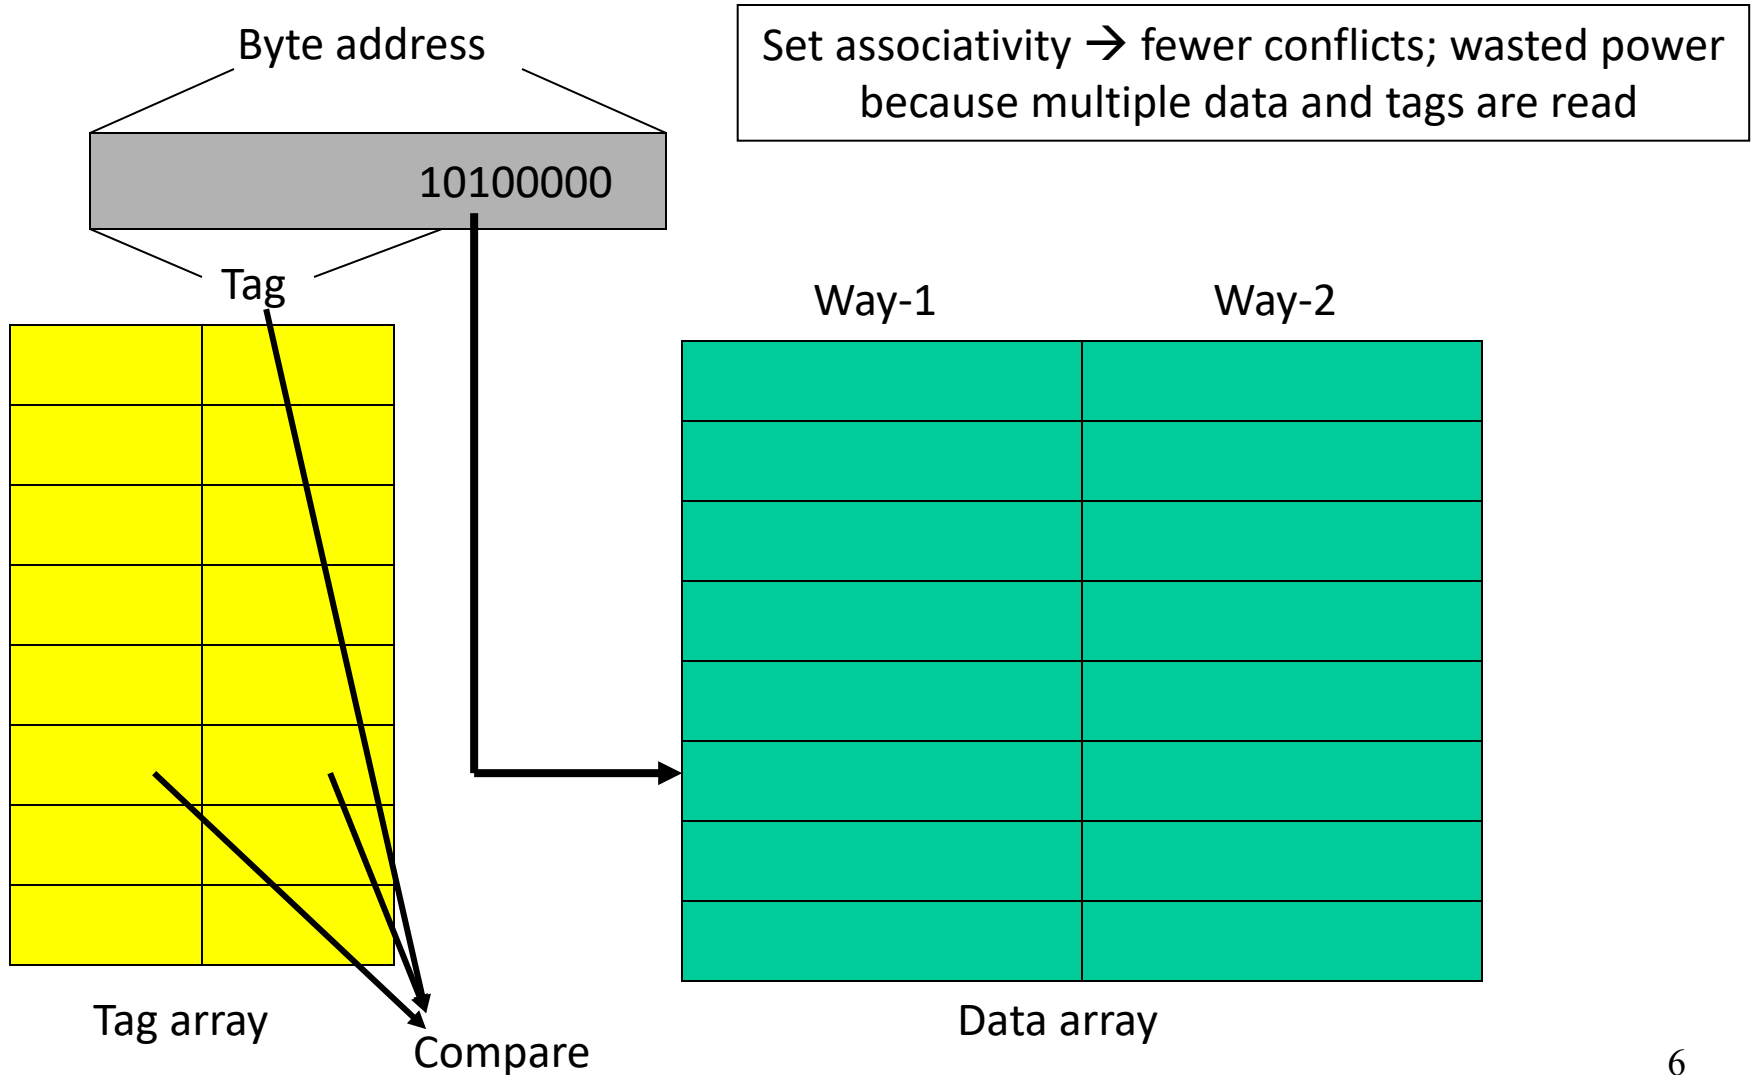 Byte address
Set associativity → fewer conflicts; wasted power
because multiple data and tags are read
10100000
Tag
Way-1
Way-2
Tag array
Data array
Compare
6